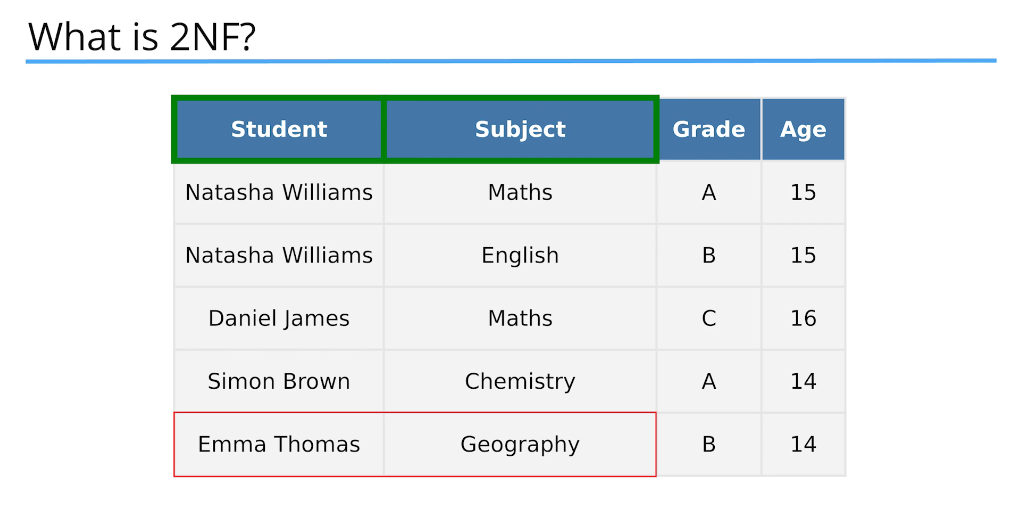 What is 2NF?
Student Subject Grade Age
Natasha Williams Maths A 15
Natasha Williams English B 15
Daniel James Maths C 16
Simon Brown Chemistry A 14
Emma Thomas Geography B 14